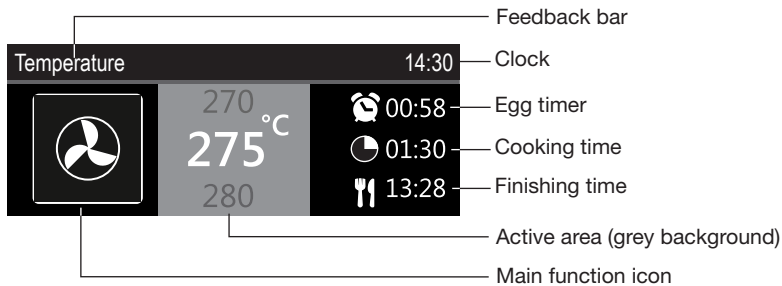 Feedback bar
Temperature 14:30
Clock
270
275 °C
280
00:58
01:30
13:28
Egg timer
Cooking time
Finishing time
Active area (grey background)
Main function icon